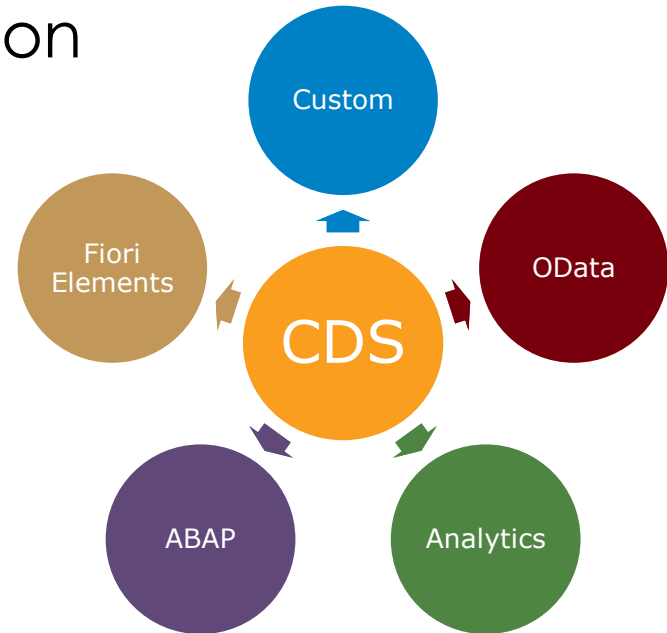 on
Custom
Fiori
Elements
OData
CDS
ABAP
Analytics